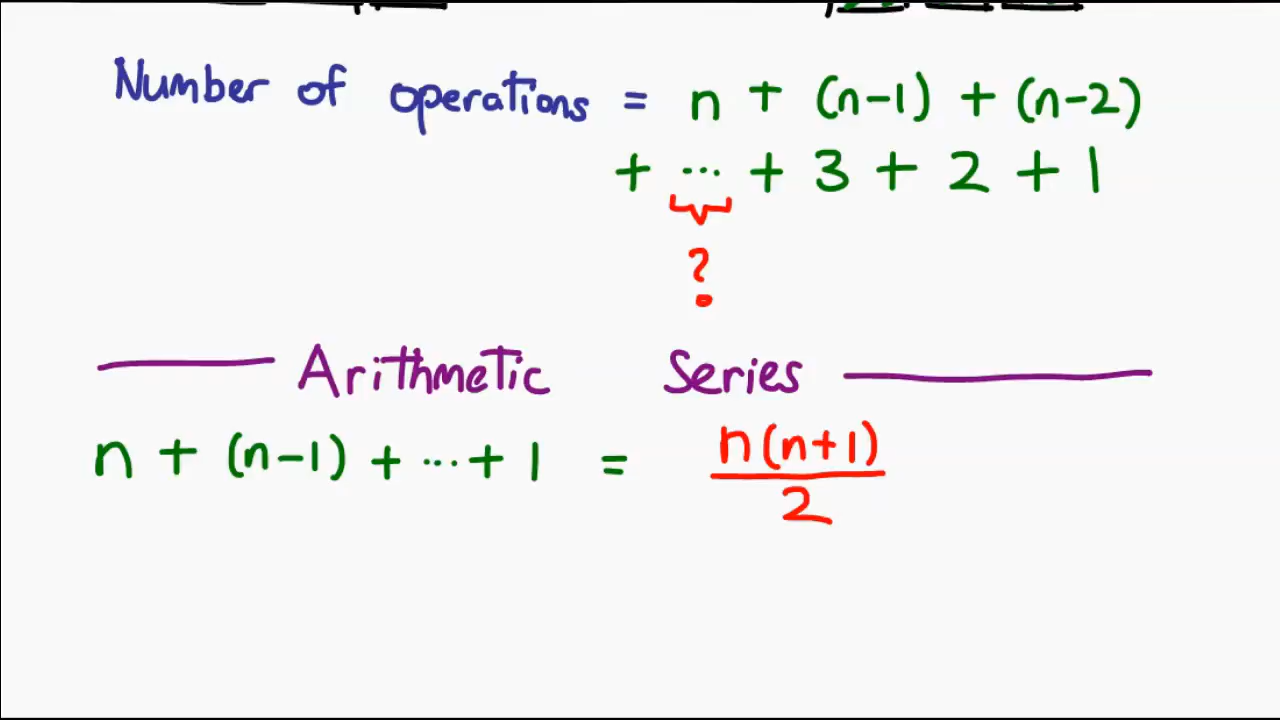 Number of operations = n + (n-1) + (n-2)
+ ... + 3 + 2 + 1
?
Arithmetic Series
n + (n-1) + ... + 1 = n(n+1)
2